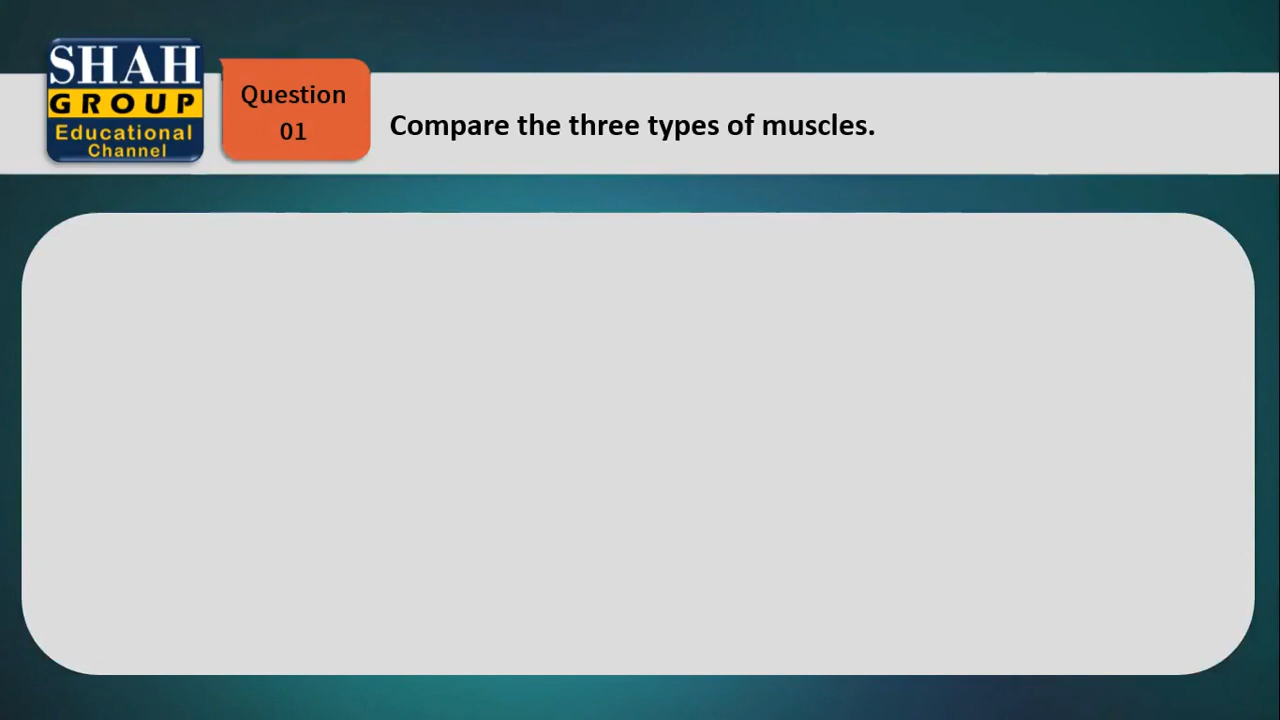 SHAH
GROUP
Educational
Channel
Question
01
Compare the three types of muscles.